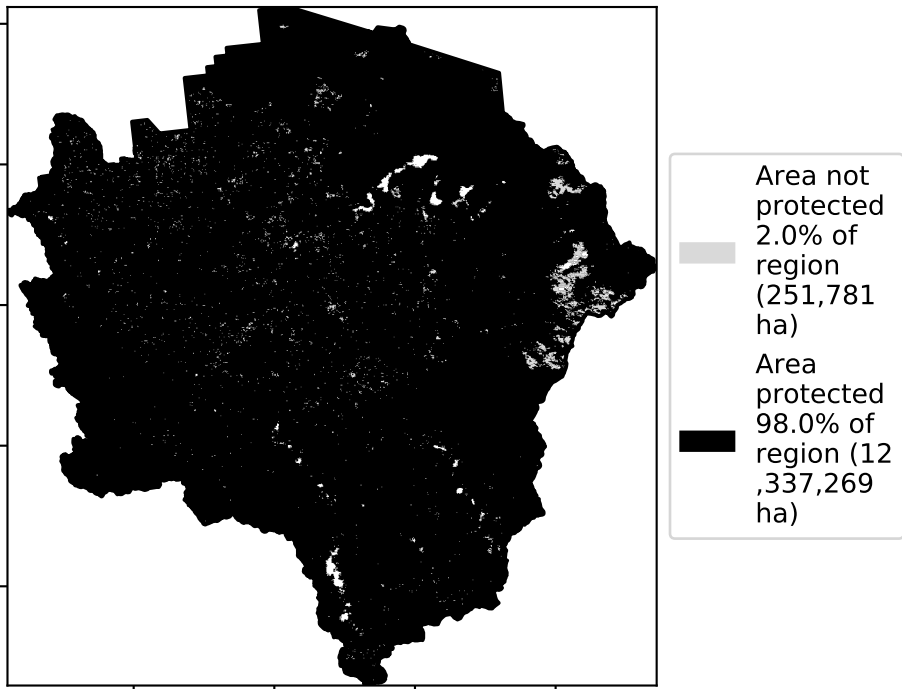 Area not
protected
2.0% of
region
(251,781
ha)
Area
protected
98.0% of
region (12
,337,269
ha)